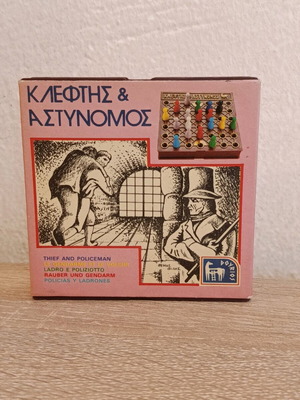 ΚΛΕΦΤΗΣ &
ΑΣΤΥΝΟΜΟΣ
THIEF AND POLICEMAN
LADRO E POLIZIOTTO
RAUBER UND GENDARM
POLICIAS Y LADRONES